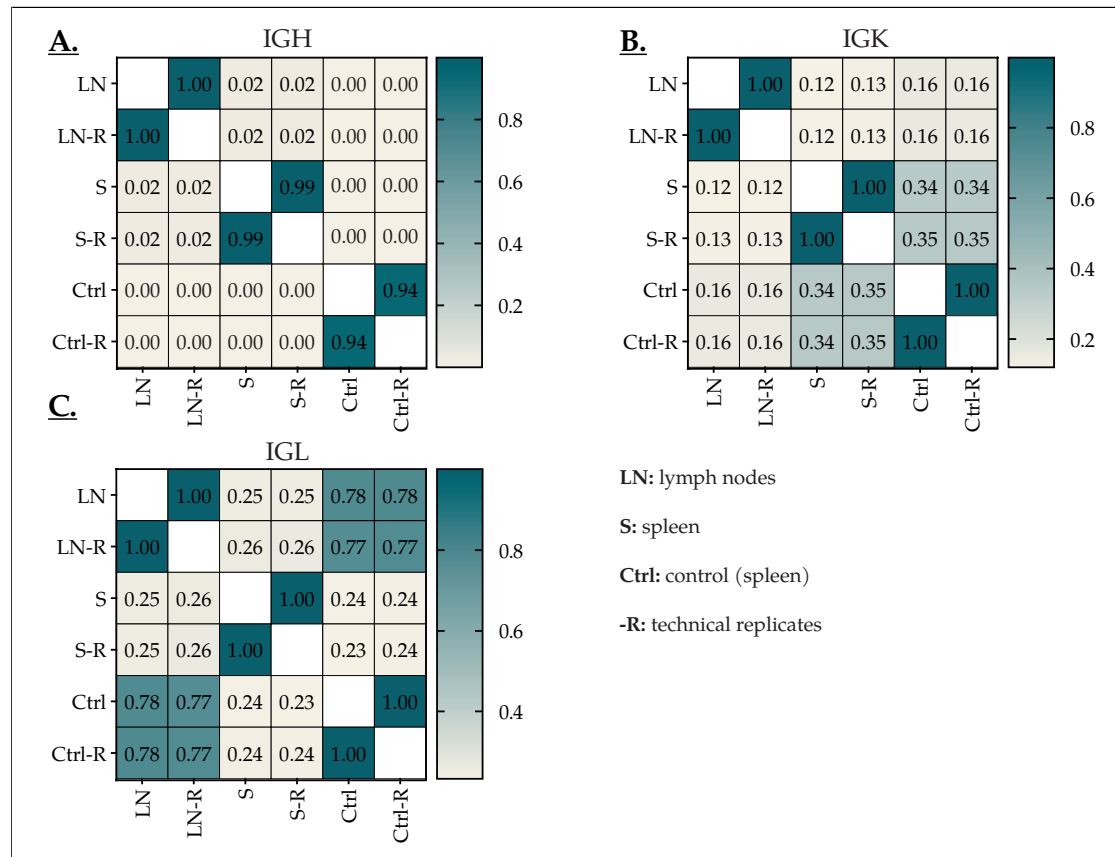 A.
IGH
LN 1.00 0.02 0.02 0.00 0.00
LN-R 1.00 0.02 0.02 0.00 0.00
S 0.02 0.02 0.99 0.00 0.00
S-R 0.02 0.02 0.99 0.00 0.00
Ctrl 0.00 0.00 0.00 0.00 0.94
Ctrl-R 0.00 0.00 0.00 0.00 0.94
LN LN-R S S-R Ctrl Ctrl-R
0.8
0.6
0.4
0.2
B.
IGK
LN 1.00 0.12 0.13 0.16 0.16
LN-R 1.00 0.12 0.13 0.16 0.16
S 0.12 0.12 1.00 0.34 0.34
S-R 0.13 0.13 1.00 0.35 0.35
Ctrl 0.16 0.16 0.34 0.35 1.00
Ctrl-R 0.16 0.16 0.34 0.35 1.00
LN LN-R S S-R Ctrl Ctrl-R
0.8
0.6
0.4
0.2
C.
IGL
LN 1.00 0.25 0.25 0.78 0.78
LN-R 1.00 0.26 0.26 0.77 0.77
S 0.25 0.26 1.00 0.24 0.24
S-R 0.25 0.26 1.00 0.23 0.24
Ctrl 0.78 0.77 0.24 0.23 1.00
Ctrl-R 0.78 0.77 0.24 0.24 1.00
LN LN-R S S-R Ctrl Ctrl-R
0.8
0.6
0.4
LN: lymph nodes
S: spleen
Ctrl: control (spleen)
-R: technical replicates